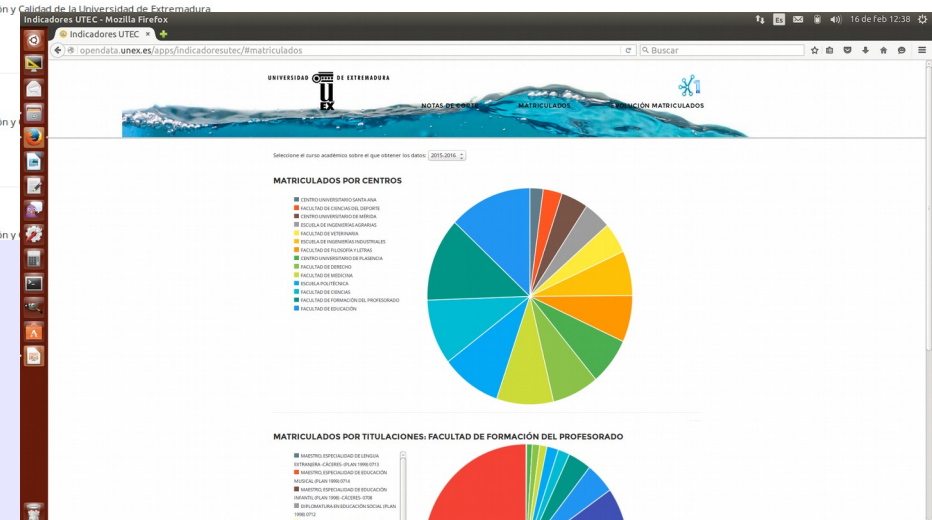 ón y Calidad de la Universidad de Extremadura
Indicadores UTEC - Mozilla Firefox
Es
16 de feb 12:38
Indicadores UTEC
opendata.unex.es/apps/indicadoresutec/#matriculados
Buscar
UNIVERSIDAD DE EXTREMADURA
UEX
NOTAS DE CORTE
MATRICULADOS
EVOLUCIÓN MATRICULADOS
ón y
Seleccione el curso académico sobre el que obtener los datos: 2015-2016
MATRICULADOS POR CENTROS
CENTRO UNIVERSITARIO SANTA ANA
FACULTAD DE CIENCIAS DEL DEPORTE
CENTRO UNIVERSITARIO DE MÉRIDA
ESCUELA DE INGENIERÍAS AGRARIAS
FACULTAD DE VETERINARIA
ESCUELA DE INGENIERÍAS INDUSTRIALES
FACULTAD DE FILOSOFÍA Y LETRAS
CENTRO UNIVERSITARIO DE PLASENCIA
FACULTAD DE DERECHO
FACULTAD DE MEDICINA
ESCUELA POLITÉCNICA
FACULTAD DE CIENCIAS
FACULTAD DE FORMACIÓN DEL PROFESORADO
FACULTAD DE EDUCACIÓN
ón y
MATRICULADOS POR TITULACIONES: FACULTAD DE FORMACIÓN DEL PROFESORADO
MAESTRO, ESPECIALIDAD DE LENGUA
EXTRANJERA -CÁCERES- (PLAN 1998) 0713
MAESTRO, ESPECIALIDAD DE EDUCACIÓN
MUSICAL (PLAN 1998) 0714
MAESTRO, ESPECIALIDAD DE EDUCACIÓN
INFANTIL (PLAN 1998) -CÁCERES- 0708
DIPLOMATURA EN EDUCACIÓN SOCIAL (PLAN
1998) 0712